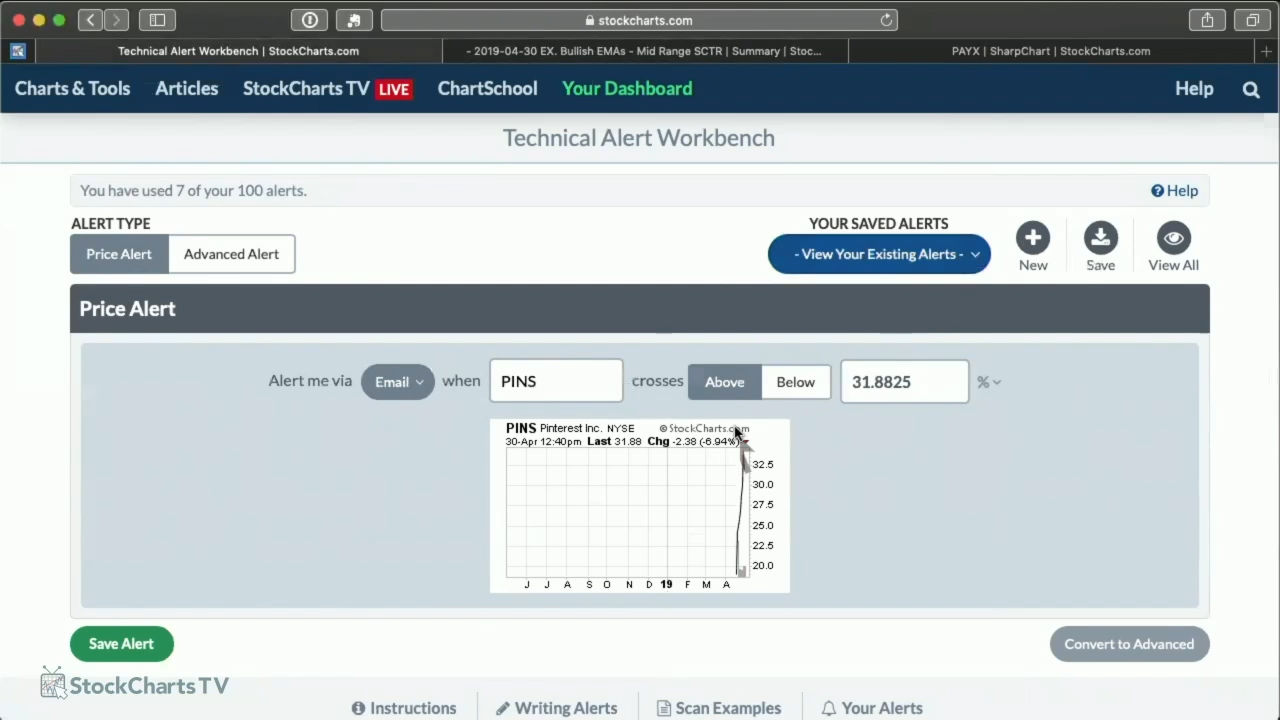 stockcharts.com
Technical Alert Workbench | StockCharts.com
- 2019-04-30 EX. Bullish EMAs - Mid Range SCTR | Summary | Stoc...
PAYX | SharpChart | StockCharts.com
Charts & Tools Articles StockCharts TV LIVE ChartSchool Your Dashboard Help
Technical Alert Workbench
You have used 7 of your 100 alerts. Help
ALERT TYPE
Price Alert Advanced Alert
YOUR SAVED ALERTS
- View Your Existing Alerts -
New Save View All
Price Alert
Alert me via Email when PINS crosses Above Below 31.8825 %
PINS Pinterest Inc. NYSE © StockCharts.com
30-Apr 12:40pm Last 31.88 Chg -2.38 (-6.94%)
32.5
30.0
27.5
25.0
22.5
20.0
J J A S O N D 19 F M A
Save Alert Convert to Advanced
StockChartsTV
Instructions Writing Alerts Scan Examples Your Alerts